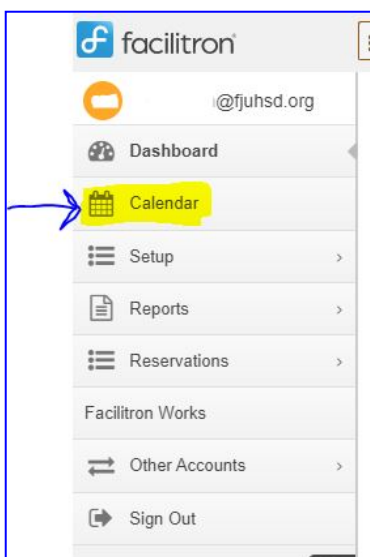 facilitron
@fjuhsd.org
Dashboard
Calendar
Setup
Reports
Reservations
Facilitron Works
Other Accounts
Sign Out